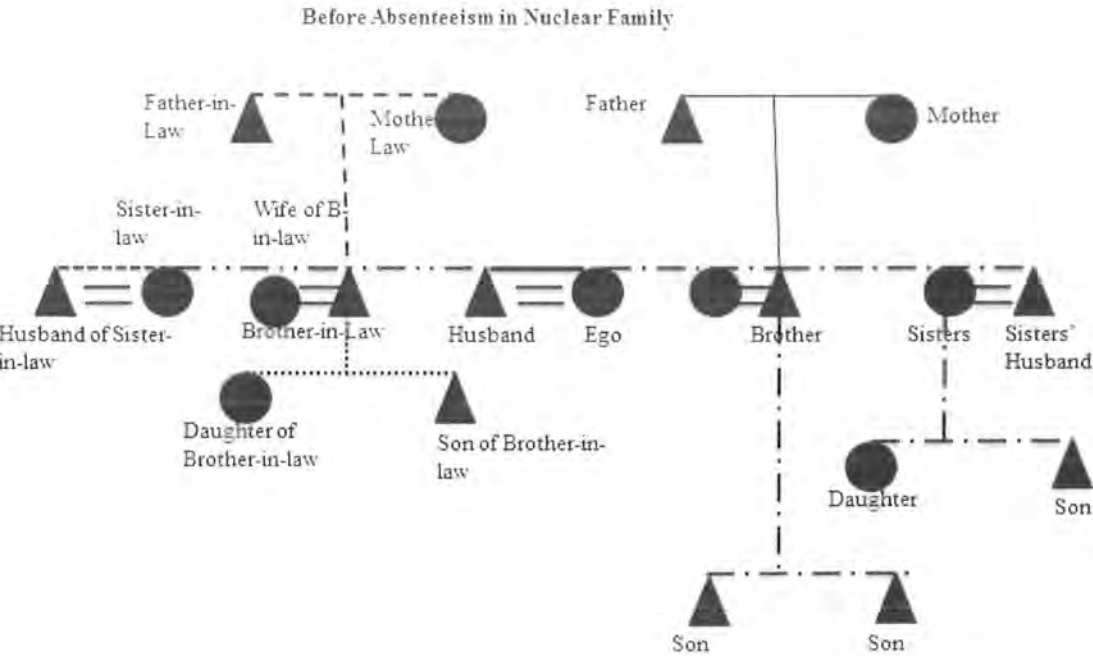 Before Absenteeism in Nuclear Family
Father-in-
Law
Mothe
Law
Father
Mother
Sister-in-
law
Wife of B
in-law
Husband of Sister-
in-law
Brother-in-Law
Husband
Ego
Brother
Sisters
Sisters'
Husband
Daughter of
Brother-in-law
Son of Brother-in-
law
Daughter
Son
Son
Son